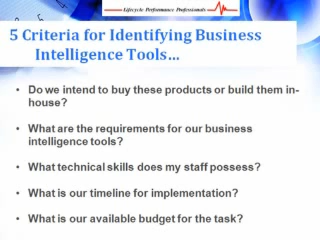 Lifecycle Performance Professionals
5 Criteria for Identifying Business
Intelligence Tools…
• Do we intend to buy these products or build them in-
house?
• What are the requirements for our business
intelligence tools?
• What technical skills does my staff possess?
• What is our timeline for implementation?
• What is our available budget for the task?